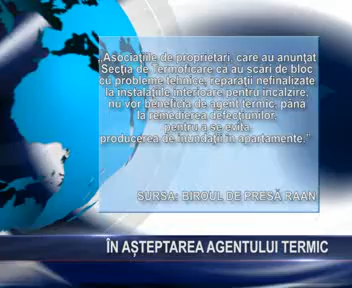 „Asociaţiile de proprietari, care au anunţat
Secţia de Termoficare că au scări de bloc
cu probleme tehnice, reparaţii nefinalizate
la instalaţiile interioare pentru încălzire,
nu vor beneficia de agent termic, până
la remedierea defecţiunilor,
pentru a se evita
producerea de inundaţii în apartamente.”
SURSA: BIROUL DE PRESĂ RAAN
ÎN AŞTEPTAREA AGENTULUI TERMIC